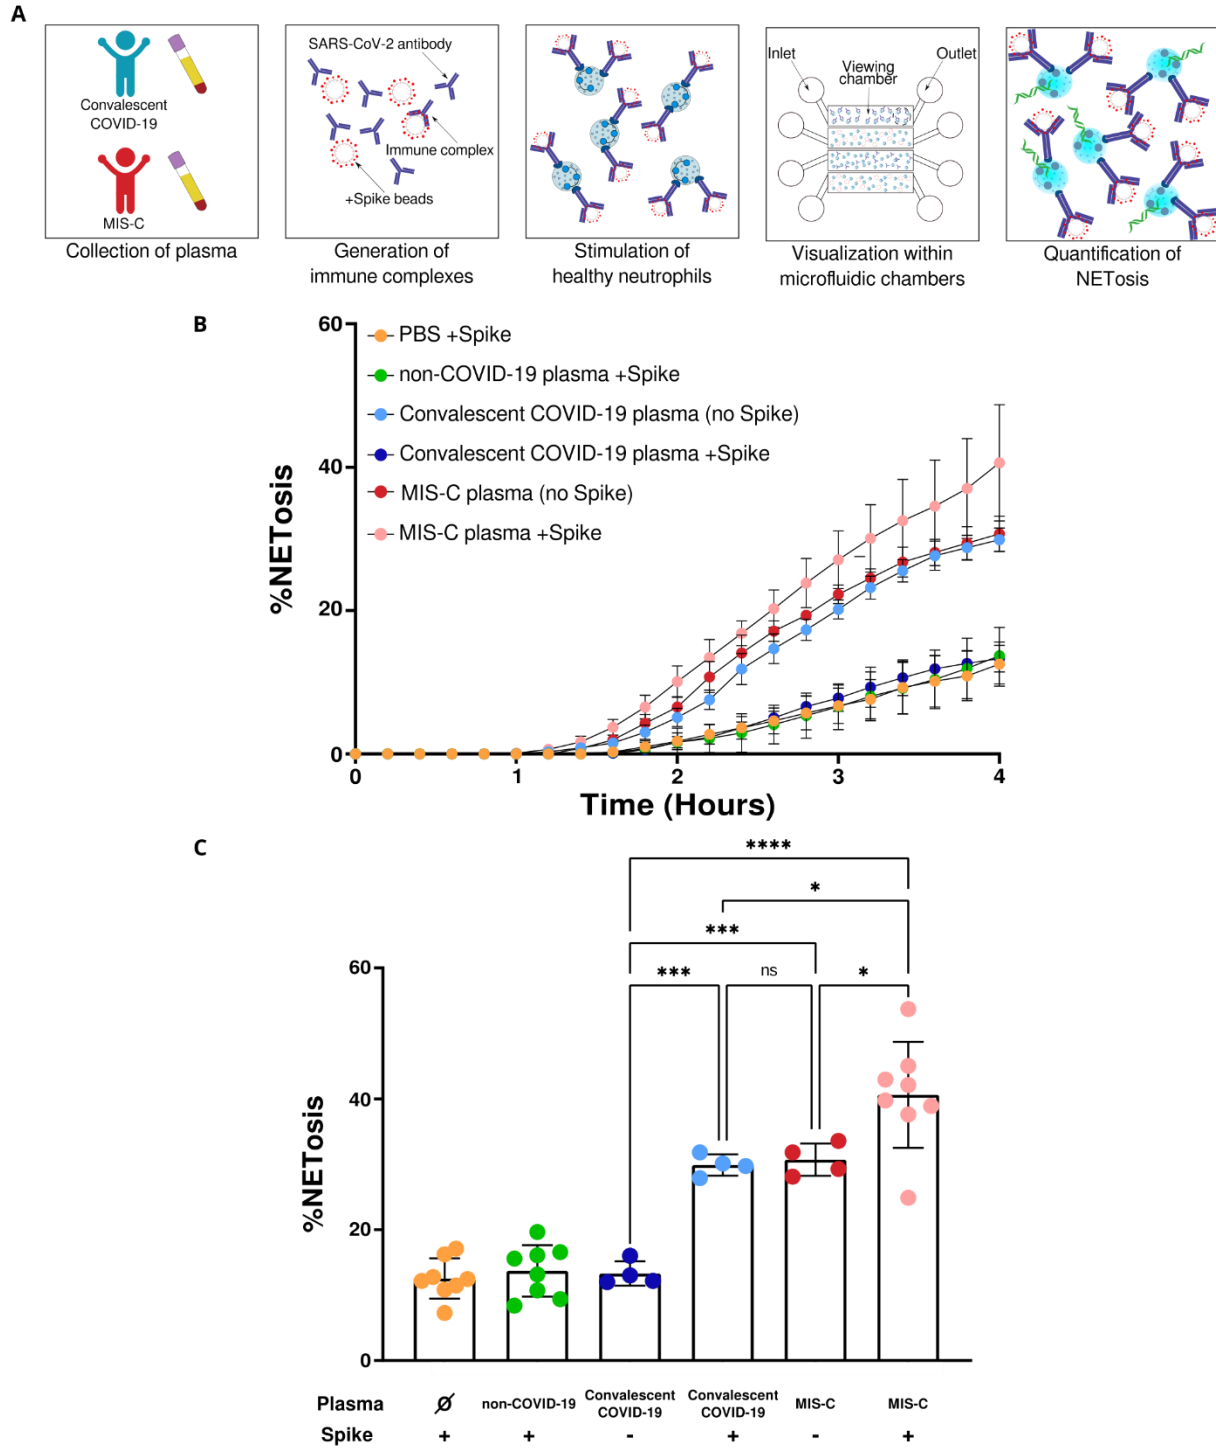 A
Convalescent
COVID-19
MIS-C
Collection of plasma
SARS-CoV-2 antibody
Immune complex
+Spike beads
Generation of
immune complexes
Stimulation of
healthy neutrophils
Inlet
Viewing
chamber
Outlet
Visualization within
microfluidic chambers
Quantification of
NETosis
B
%NETosis
60
40
20
0
PBS +Spike
non-COVID-19 plasma +Spike
Convalescent COVID-19 plasma (no Spike)
Convalescent COVID-19 plasma +Spike
MIS-C plasma (no Spike)
MIS-C plasma +Spike
0 1 2 3 4
Time (Hours)
C
****
*
***
*** ns *
%NETosis
60
40
20
0
Plasma Ø non-COVID-19 Convalescent COVID-19 Convalescent COVID-19 MIS-C MIS-C
Spike + + - + - +